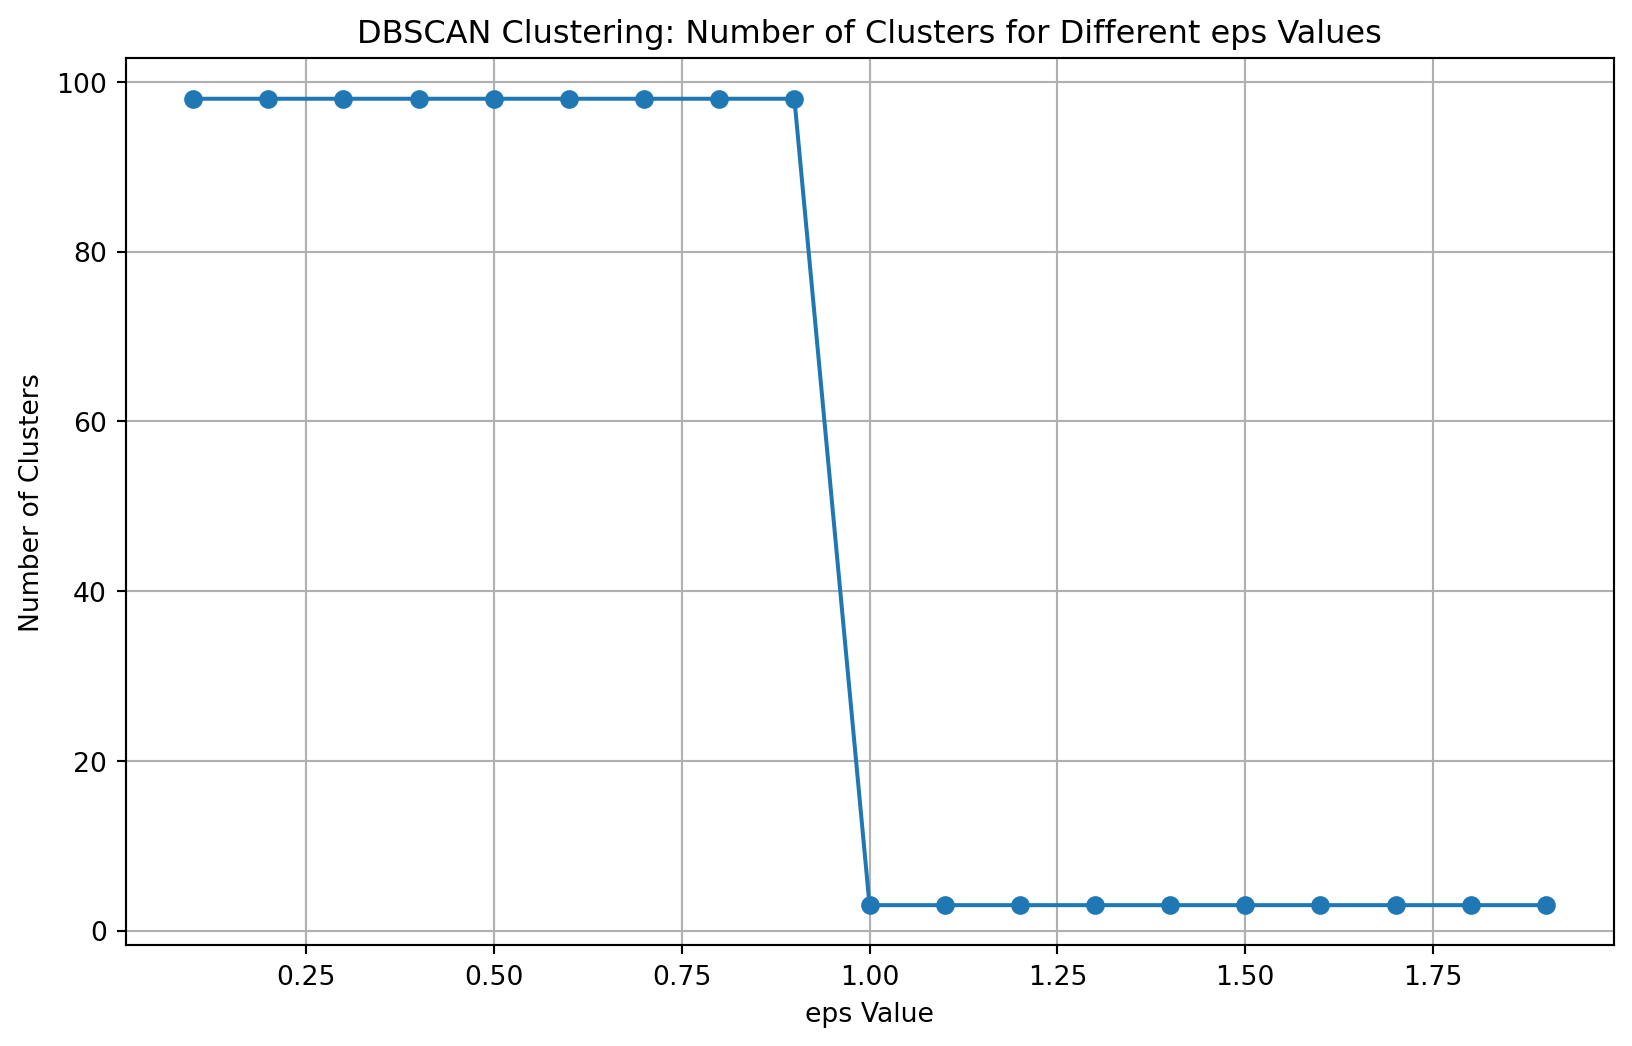 DBSCAN Clustering: Number of Clusters for Different eps Values
100
80
60
40
20
0
Number of Clusters
0.25 0.50 0.75 1.00 1.25 1.50 1.75
eps Value